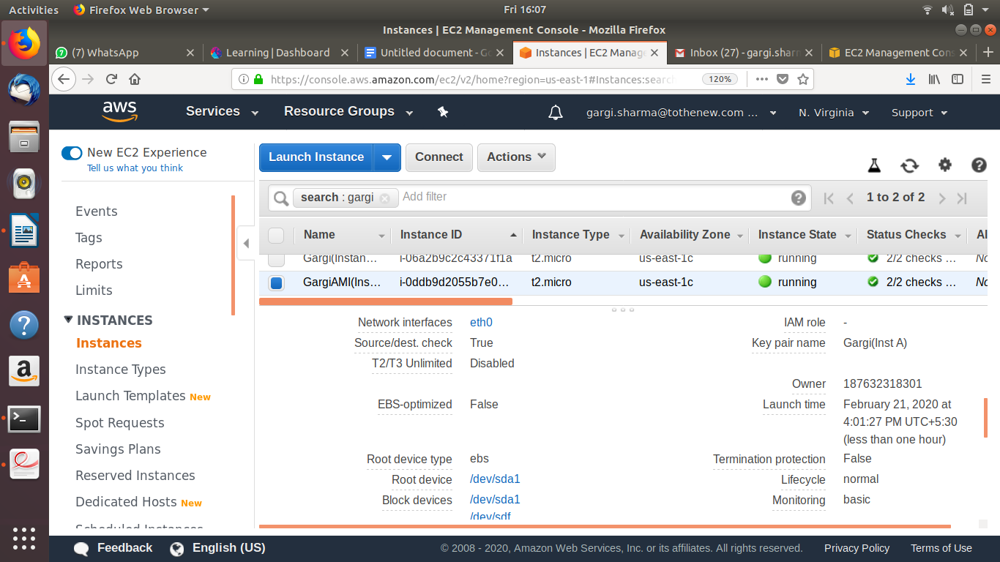 Activities Firefox Web Browser Fri 16:07
Instances | EC2 Management Console - Mozilla Firefox
(7) WhatsApp Learning | Dashboard Untitled document - Go Instances | EC2 Manage Inbox (27) - gargi.shar EC2 Management Con
https://console.aws.amazon.com/ec2/v2/home?region=us-east-1#Instances:search 120%
aws Services Resource Groups gargi.sharma@tothenew.com ... N. Virginia Support
New EC2 Experience
Tell us what you think
Launch Instance Connect Actions
search : gargi Add filter 1 to 2 of 2
Name Instance ID Instance Type Availability Zone Instance State Status Checks Al
Gargi(Instan... i-06a2b9c2c43371f1a t2.micro us-east-1c running 2/2 checks ... No
GargiAMI(Ins... i-0ddb9d2055b7e0... t2.micro us-east-1c running 2/2 checks ... No
Events
Tags
Reports
Limits
INSTANCES
Instances
Instance Types
Launch Templates New
Spot Requests
Savings Plans
Reserved Instances
Dedicated Hosts New
Scheduled Instances
Network interfaces eth0
Source/dest. check True
T2/T3 Unlimited Disabled
EBS-optimized False
Root device type ebs
Root device /dev/sda1
Block devices /dev/sda1
/dev/sdf
IAM role -
Key pair name Gargi(Inst A)
Owner 187632318301
Launch time February 21, 2020 at
4:01:27 PM UTC+5:30
(less than one hour)
Termination protection False
Lifecycle normal
Monitoring basic
Feedback English (US) © 2008 - 2020, Amazon Web Services, Inc. or its affiliates. All rights reserved. Privacy Policy Terms of Use